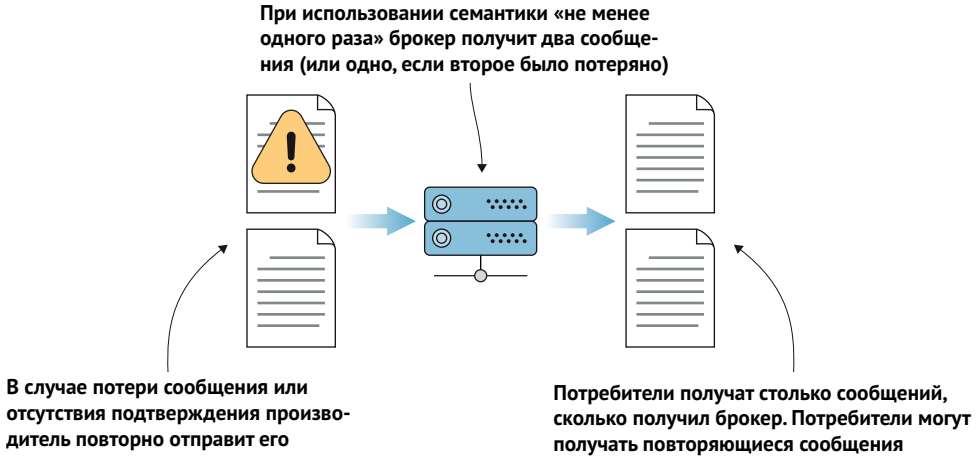 При использовании семантики «не менее
одного раза» брокер получит два сообще-
ния (или одно, если второе было потеряно)
В случае потери сообщения или
отсутствия подтверждения произво-
дитель повторно отправит его
Потребители получат столько сообщений,
сколько получил брокер. Потребители могут
получать повторяющиеся сообщения